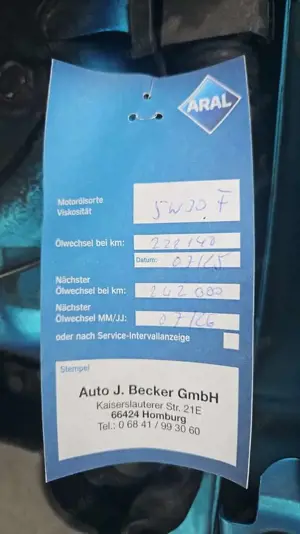 ARAL
Motorölsorte
Viskosität
5W30 F
Ölwechsel bei km:
Datum:
07/25
Nächster
Ölwechsel bei km:
242 000
Nächster
Ölwechsel MM/JJ:
07/26
oder nach Service-Intervallanzeige
Stempel
Auto J. Becker GmbH
Kaiserslauterer Str. 21E
66424 Homburg
Tel.: 0 68 41 / 99 30 60